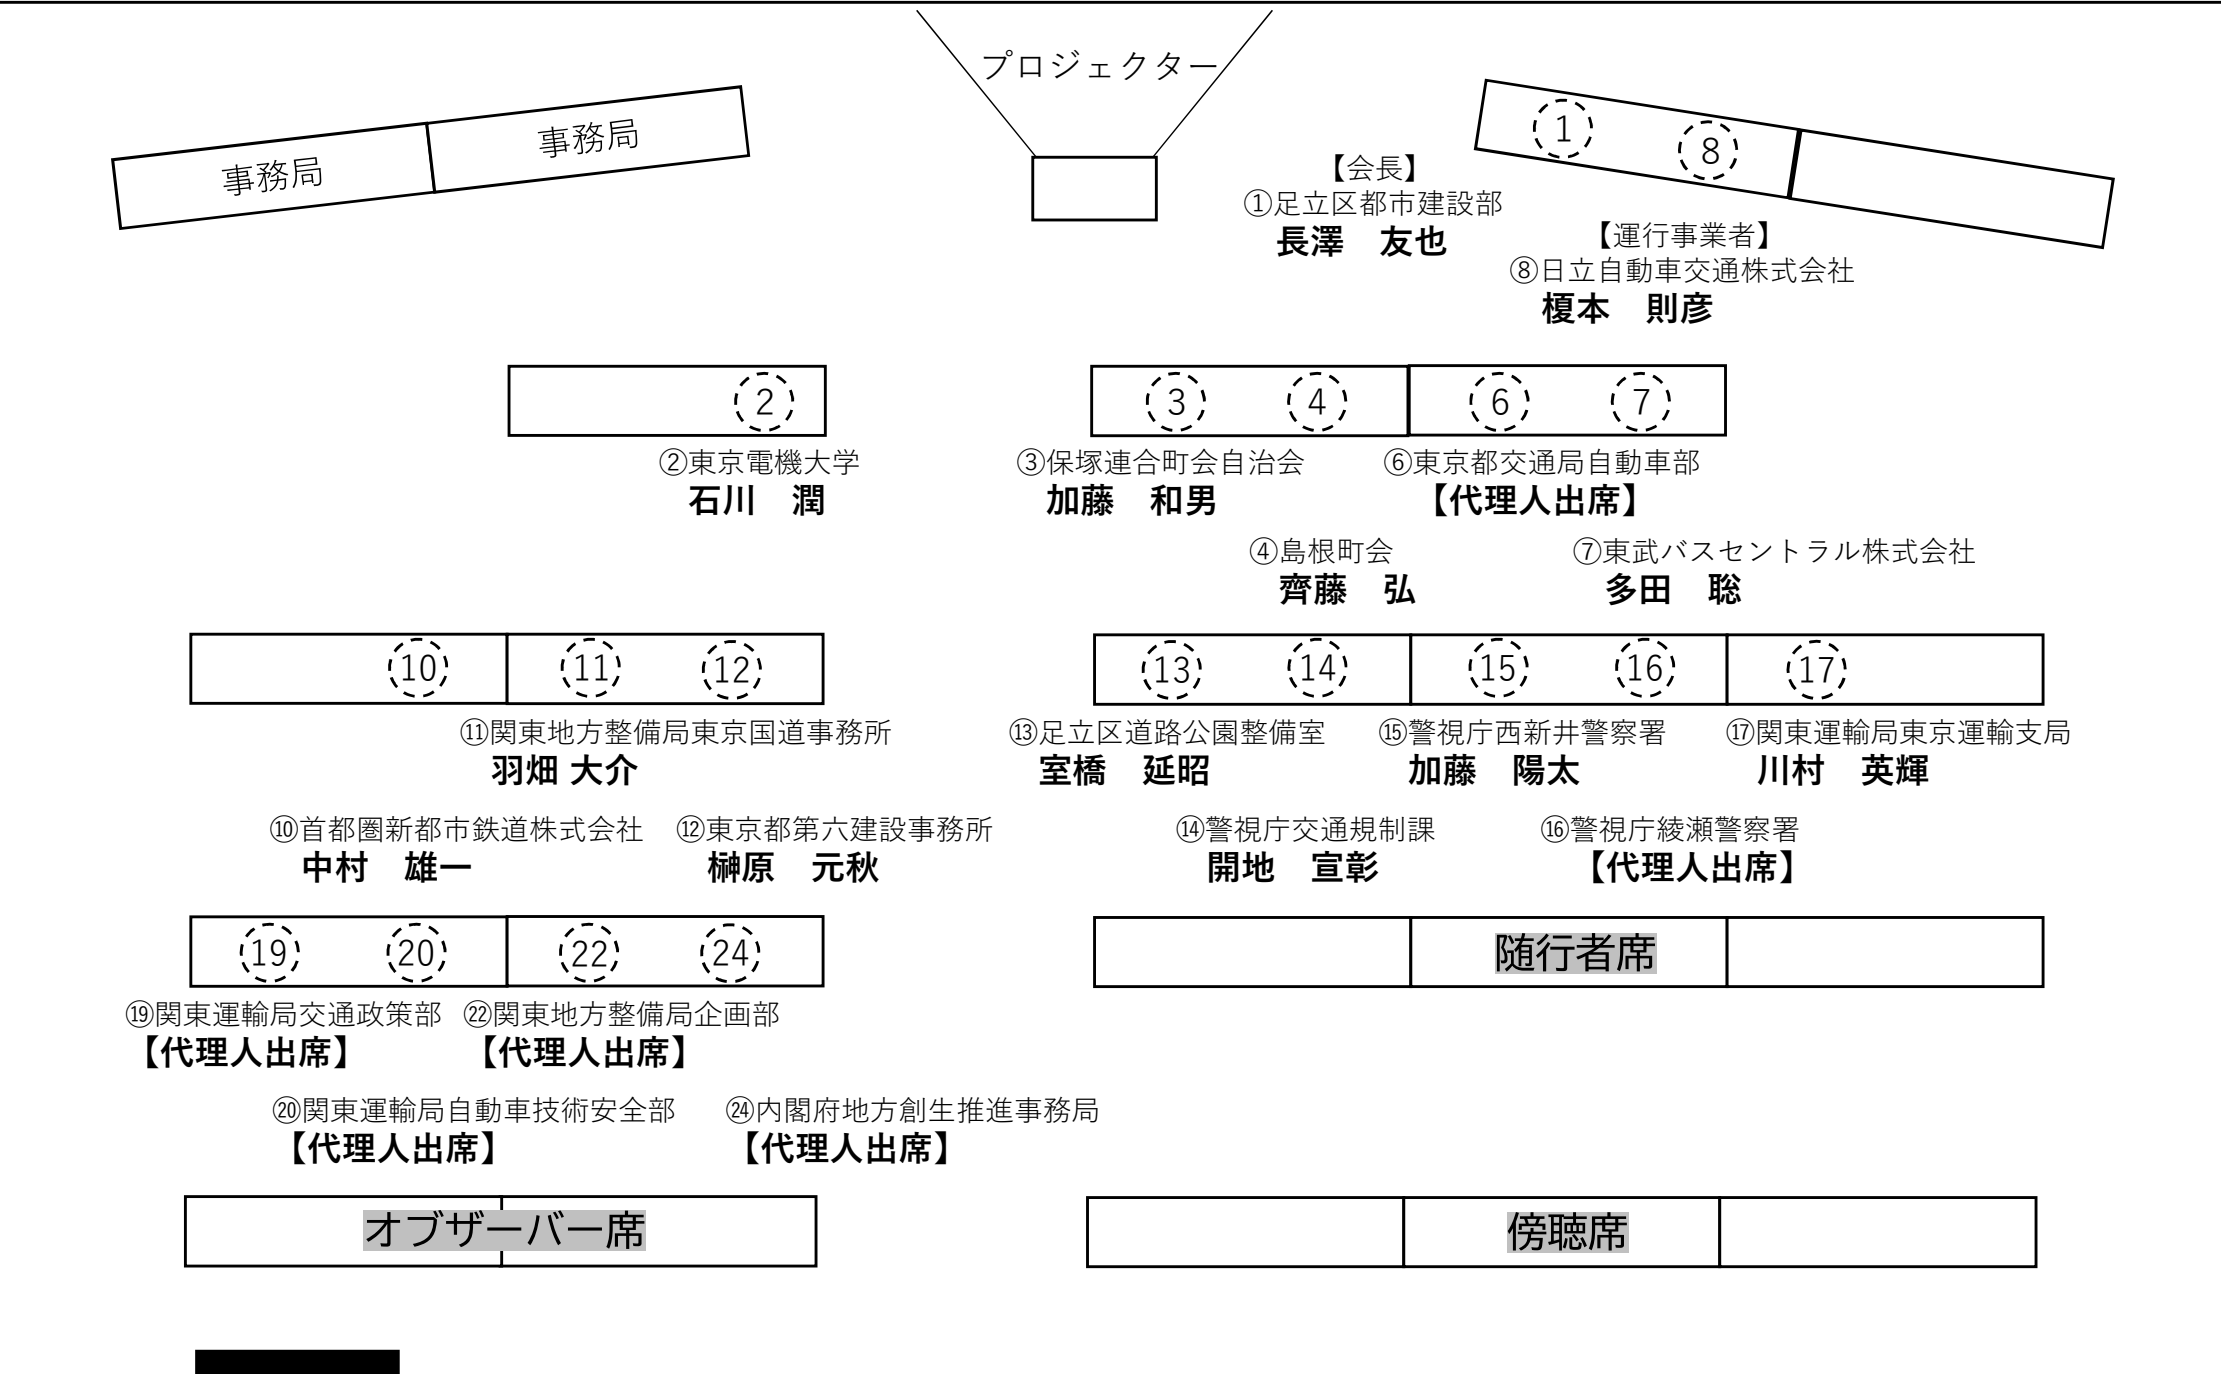 プロジェクター
事務局
事務局
①
⑧
【会長】
①足立区都市建設部
長澤　友也
【運行事業者】
⑧日立自動車交通株式会社
榎本　則彦
2
3
4
6
7
②東京電機大学
石川　潤
③保塚連合町会自治会
加藤　和男
⑥東京都交通局自動車部
【代理人出席】
④島根町会
齊藤　弘
⑦東武バスセントラル株式会社
多田　聡
10
11
12
13
14
15
16
17
⑪関東地方整備局東京国道事務所
羽畑 大介
⑬足立区道路公園整備室
室橋　延昭
⑮警視庁西新井警察署
加藤　陽太
⑰関東運輸局東京運輸支局
川村　英輝
⑩首都圏新都市鉄道株式会社
中村　雄一
⑫東京都第六建設事務所
榊原　元秋
⑭警視庁交通規制課
開地　宣彰
⑯警視庁綾瀬警察署
【代理人出席】
19
20
22
24
随行者席
⑲関東運輸局交通政策部
【代理人出席】
㉒関東地方整備局企画部
【代理人出席】
⑳関東運輸局自動車技術安全部
【代理人出席】
㉔内閣府地方創生推進事務局
【代理人出席】
オブザーバー席
傍聴席